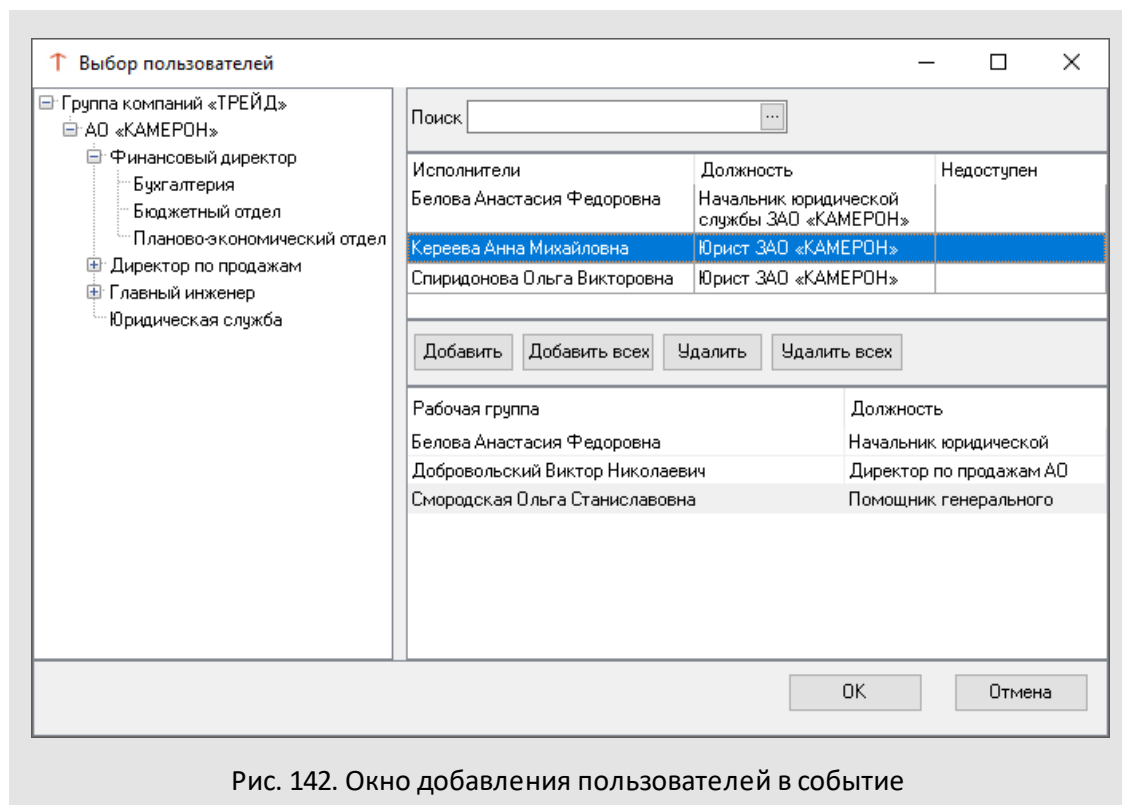 Выбор пользователей
Группа компаний «ТРЕЙД»
АО «КАМЕРОН»
Финансовый директор
Бухгалтерия
Бюджетный отдел
Планово-экономический отдел
Директор по продажам
Главный инженер
Юридическая служба
Поиск ...
Исполнители Должность Недоступен
Белова Анастасия Федоровна Начальник юридической
службы ЗАО «КАМЕРОН»
Кереева Анна Михайловна Юрист ЗАО «КАМЕРОН»
Спиридонова Ольга Викторовна Юрист ЗАО «КАМЕРОН»
Добавить Добавить всех Удалить Удалить всех
Рабочая группа Должность
Белова Анастасия Федоровна Начальник юридической
Добровольский Виктор Николаевич Директор по продажам АО
Смородская Ольга Станиславовна Помощник генерального
OK Отмена
Рис. 142. Окно добавления пользователей в событие